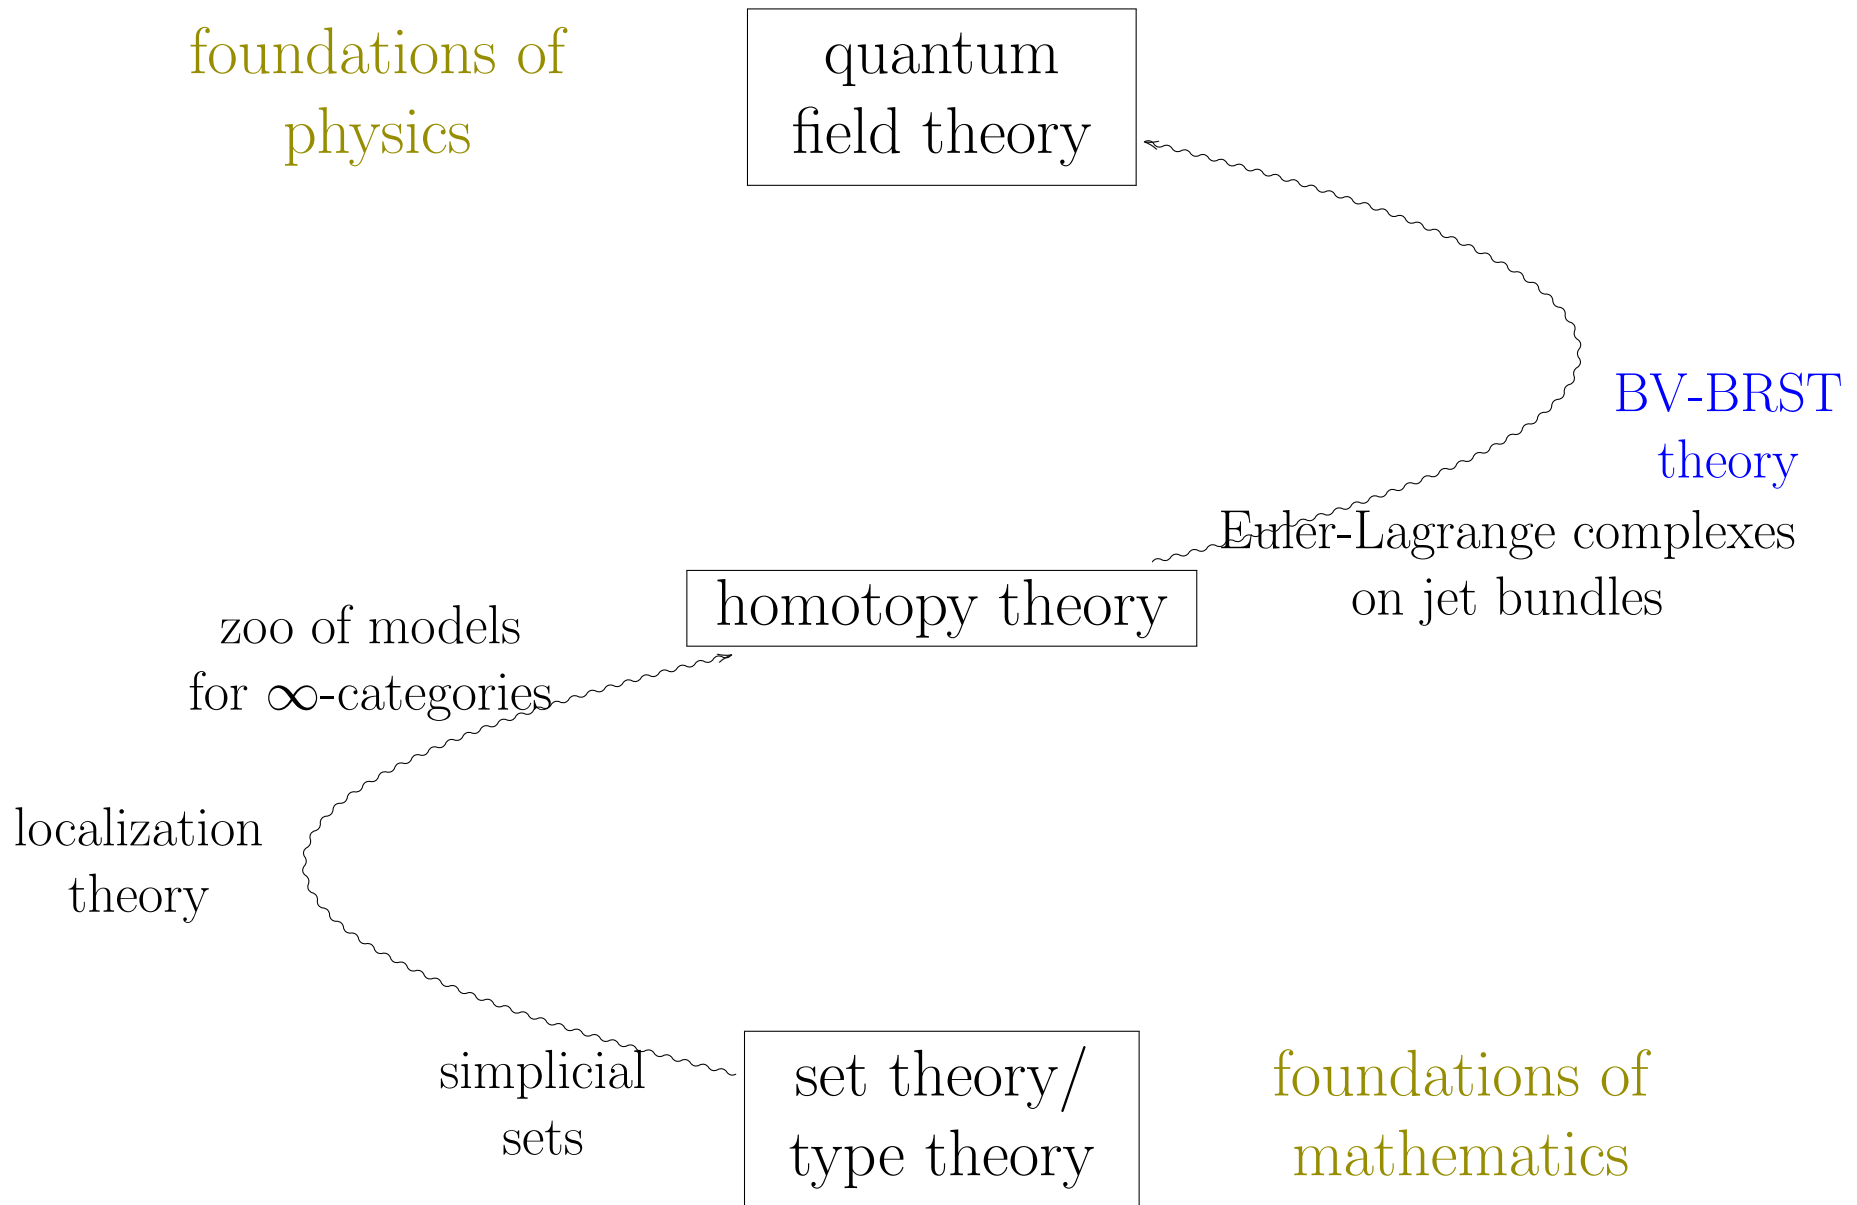 foundations of
physics
quantum
field theory
BV-BRST
theory
Euler-Lagrange complexes
on jet bundles
homotopy theory
zoo of models
for ∞-categories
localization
theory
simplicial
sets
set theory/
type theory
foundations of
mathematics